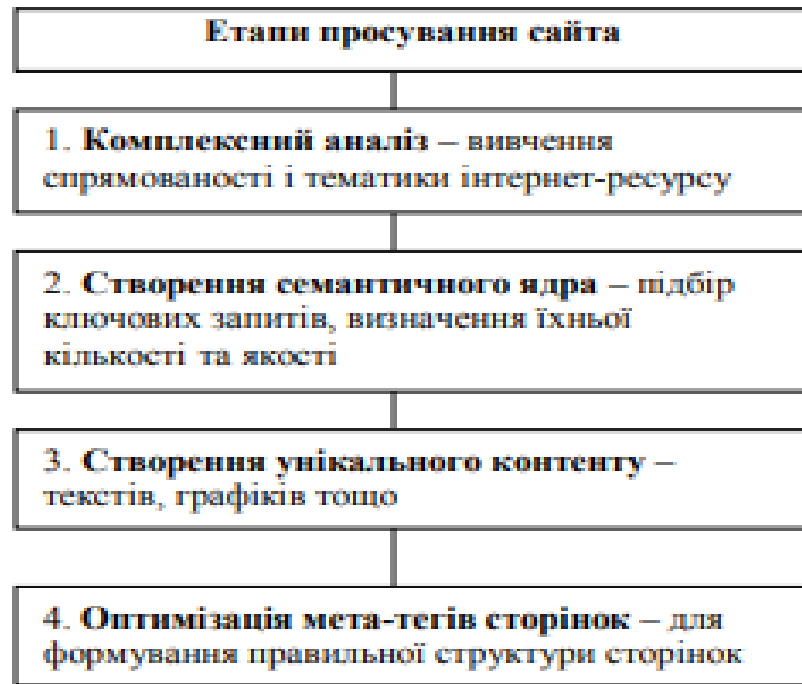 Етапи просування сайта
1. Комплексний аналіз – вивчення
спрямованості і тематики інтернет-ресурсу
2. Створення семантичного ядра – підбір
ключових запитів, визначення їхньої
кількості та якості
3. Створення унікального контенту –
текстів, графіків тощо
4. Оптимізація мета-тегів сторінок – для
формування правильної структури сторінок